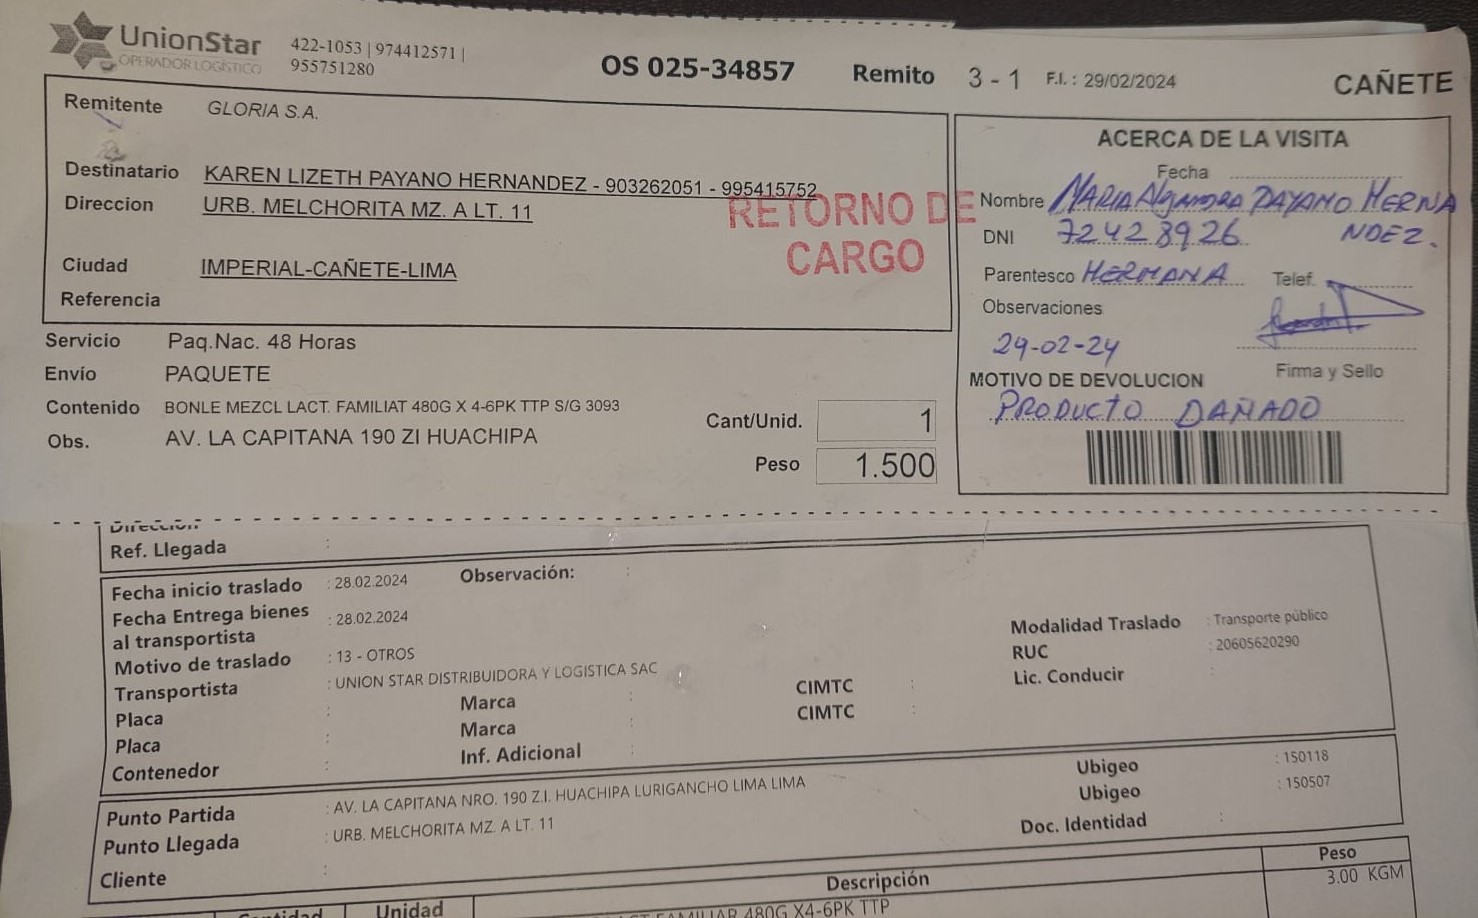 UnionStar
OPERADOR LOGÍSTICO
422-1053 | 974412571 |
955751280
OS 025-34857
Remito 3 - 1 F.I. : 29/02/2024
CAÑETE
Remitente GLORIA S.A.
Destinatario KAREN LIZETH PAYANO HERNANDEZ - 903262051 - 995415752
Direccion URB. MELCHORITA MZ. A LT. 11
Ciudad IMPERIAL-CAÑETE-LIMA
Referencia
RETORNO DE
CARGO
ACERCA DE LA VISITA
Fecha
Nombre MARIA ALEJANDRA PAYANO HERNA
NDEZ.
DNI 72428926
Parentesco HERMANA Telef.
Observaciones
29-02-24
Firma y Sello
MOTIVO DE DEVOLUCION
PRODUCTO DAÑADO
Servicio Paq.Nac. 48 Horas
Envío PAQUETE
Contenido BONLE MEZCL LACT. FAMILIAT 480G X 4-6PK TTP S/G 3093
Obs. AV. LA CAPITANA 190 ZI HUACHIPA
Cant/Unid. 1
Peso 1.500
Dirección
Ref. Llegada :
Fecha inicio traslado : 28.02.2024 Observación: :
Fecha Entrega bienes
al transportista : 28.02.2024
Motivo de traslado : 13 - OTROS
Transportista : UNION STAR DISTRIBUIDORA Y LOGISTICA SAC
Placa : Marca : CIMTC :
Placa : Marca : CIMTC :
Contenedor : Inf. Adicional :
Modalidad Traslado : Transporte público
RUC : 20605620290
Lic. Conducir :
Punto Partida : AV. LA CAPITANA NRO. 190 Z.I. HUACHIPA LURIGANCHO LIMA LIMA Ubigeo : 150118
Punto Llegada : URB. MELCHORITA MZ. A LT. 11 Ubigeo : 150507
Cliente : Doc. Identidad :
Cantidad Unidad Descripción Peso
FAMILIAR 480G X4-6PK TTP 3.00 KGM